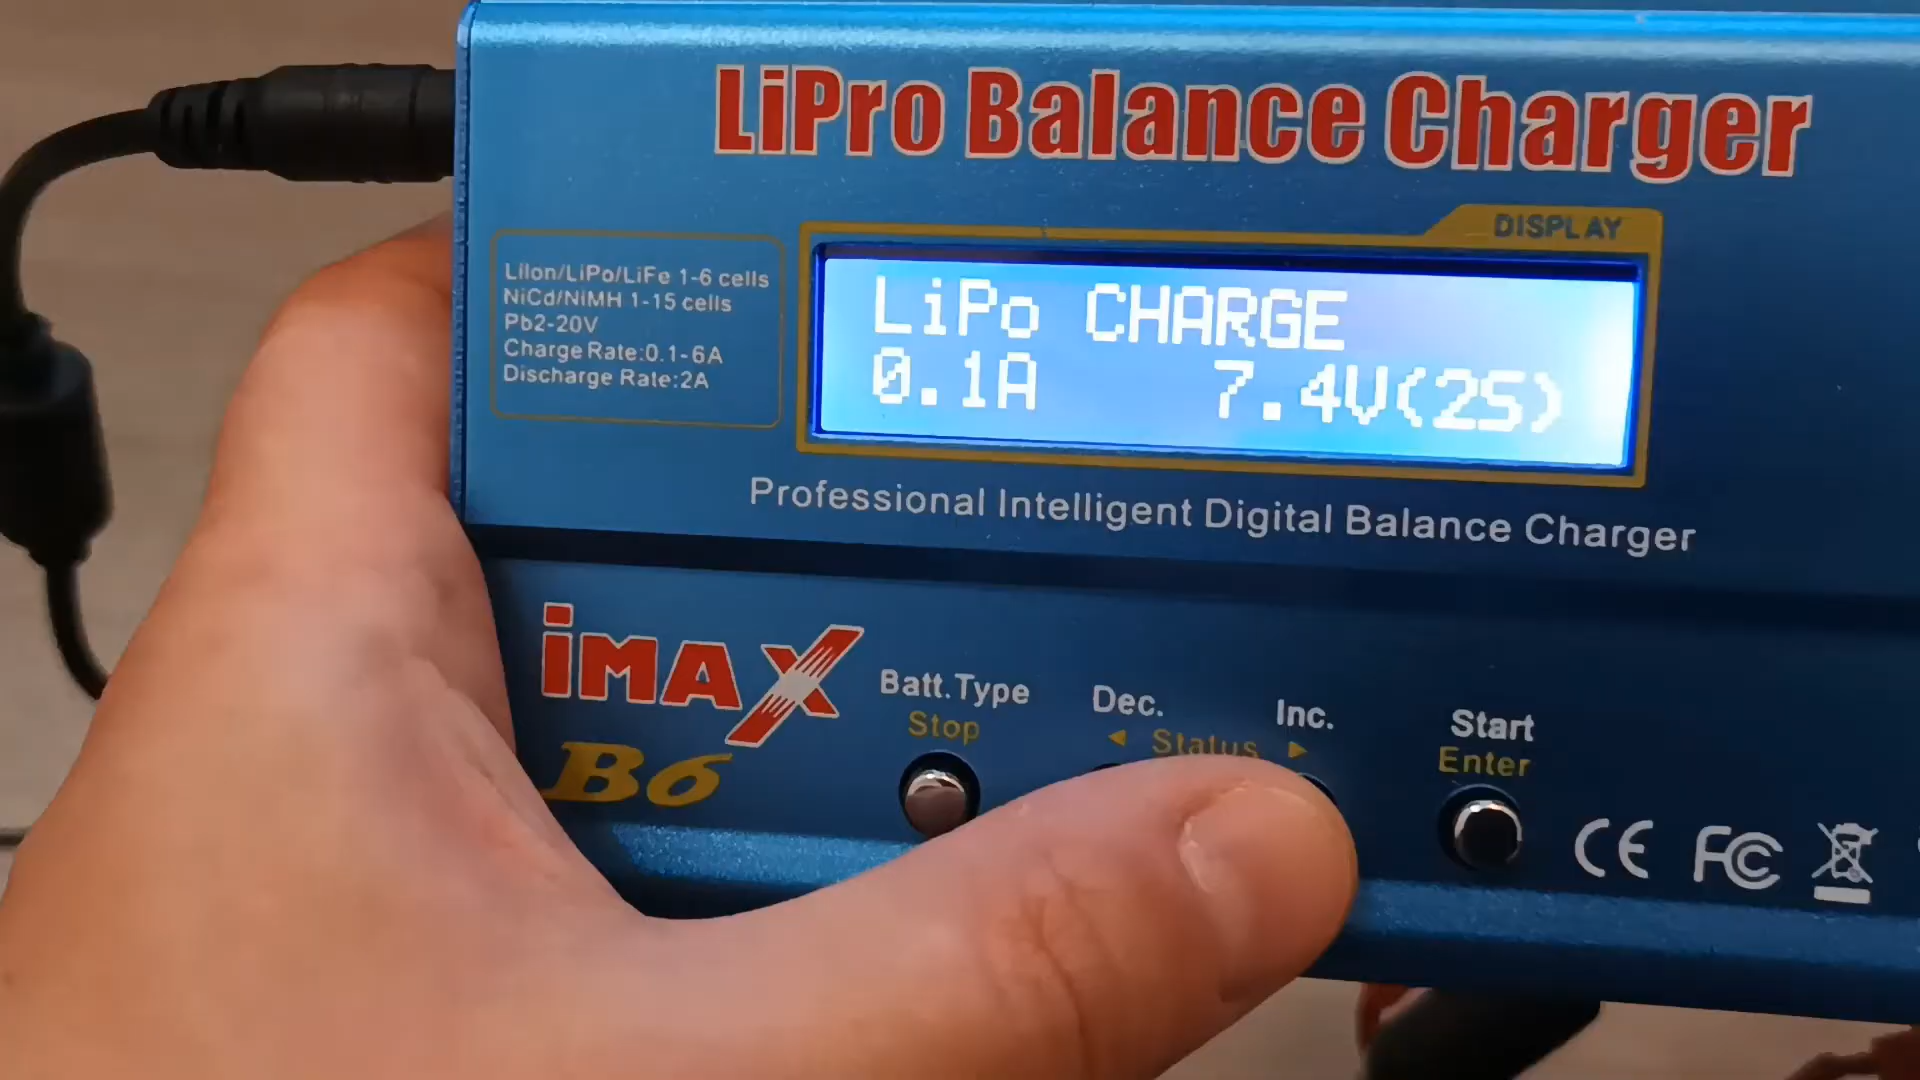 LiPro Balance Charger
DISPLAY
LiIon/LiPo/LiFe 1-6 cells
NiCd/NiMH 1-15 cells
Pb2-20V
Charge Rate:0.1-6A
Discharge Rate:2A
LiPo CHARGE
0.1A 7.4V(2S)
Professional Intelligent Digital Balance Charger
iMAX
B6
Batt.Type
Stop
Dec.
Inc.
◄ Status ►
Start
Enter
CE FC